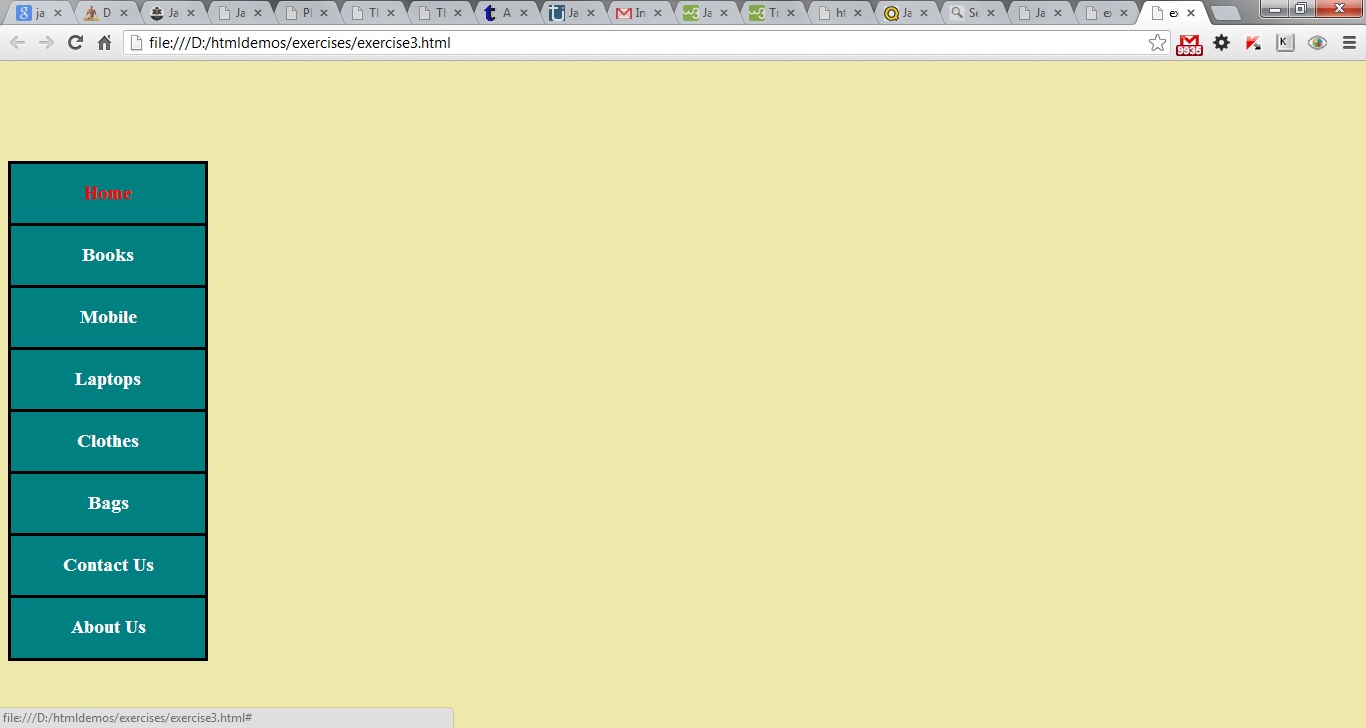 ja D Ja Ja Pl Tl Tl A Ja In Ja Tr ht Ja Se Ja ex ex
file:///D:/htmldemos/exercises/exercise3.html
9935
Home
Books
Mobile
Laptops
Clothes
Bags
Contact Us
About Us
file:///D:/htmldemos/exercises/exercise3.html#